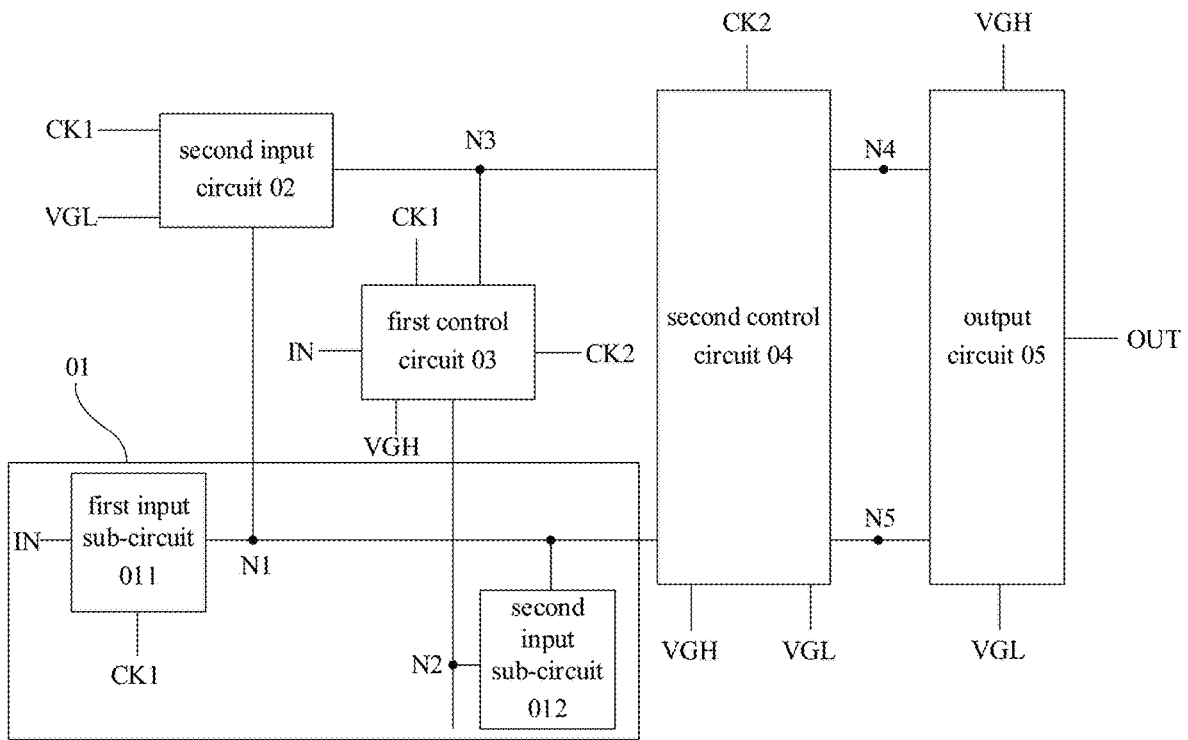 CK2
VGH
CK1
second input
circuit 02
VGL
N3
N4
CK1
first control
circuit 03
IN
CK2
VGH
second control
circuit 04
output
circuit 05
OUT
01
first input
sub-circuit
011
IN
N1
CK1
N5
second
input
sub-circuit
012
N2
VGH
VGL
VGL